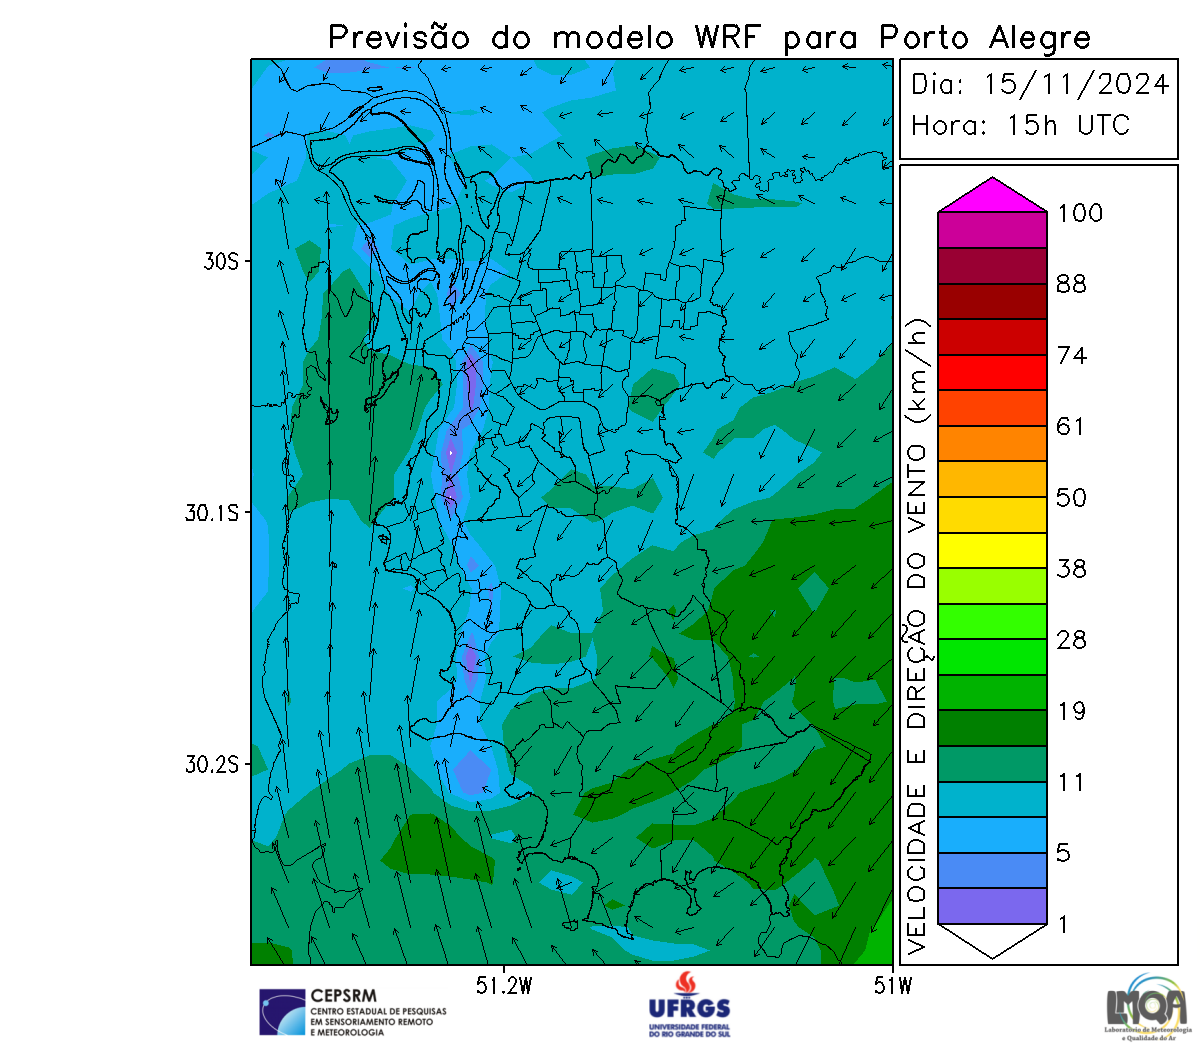 Previsão do modelo WRF para Porto Alegre
Dia: 15/11/2024
Hora: 15h UTC
30S
30.1S
30.2S
51.2W
51W
VELOCIDADE E DIREÇÃO DO VENTO (km/h)
100
88
74
61
50
38
28
19
11
5
1
CEPSRM
CENTRO ESTADUAL DE PESQUISAS
EM SENSORIAMENTO REMOTO
E METEOROLOGIA
UFRGS
UNIVERSIDADE FEDERAL
DO RIO GRANDE DO SUL
LMQA
Laboratório de Meteorologia
e Qualidade do Ar